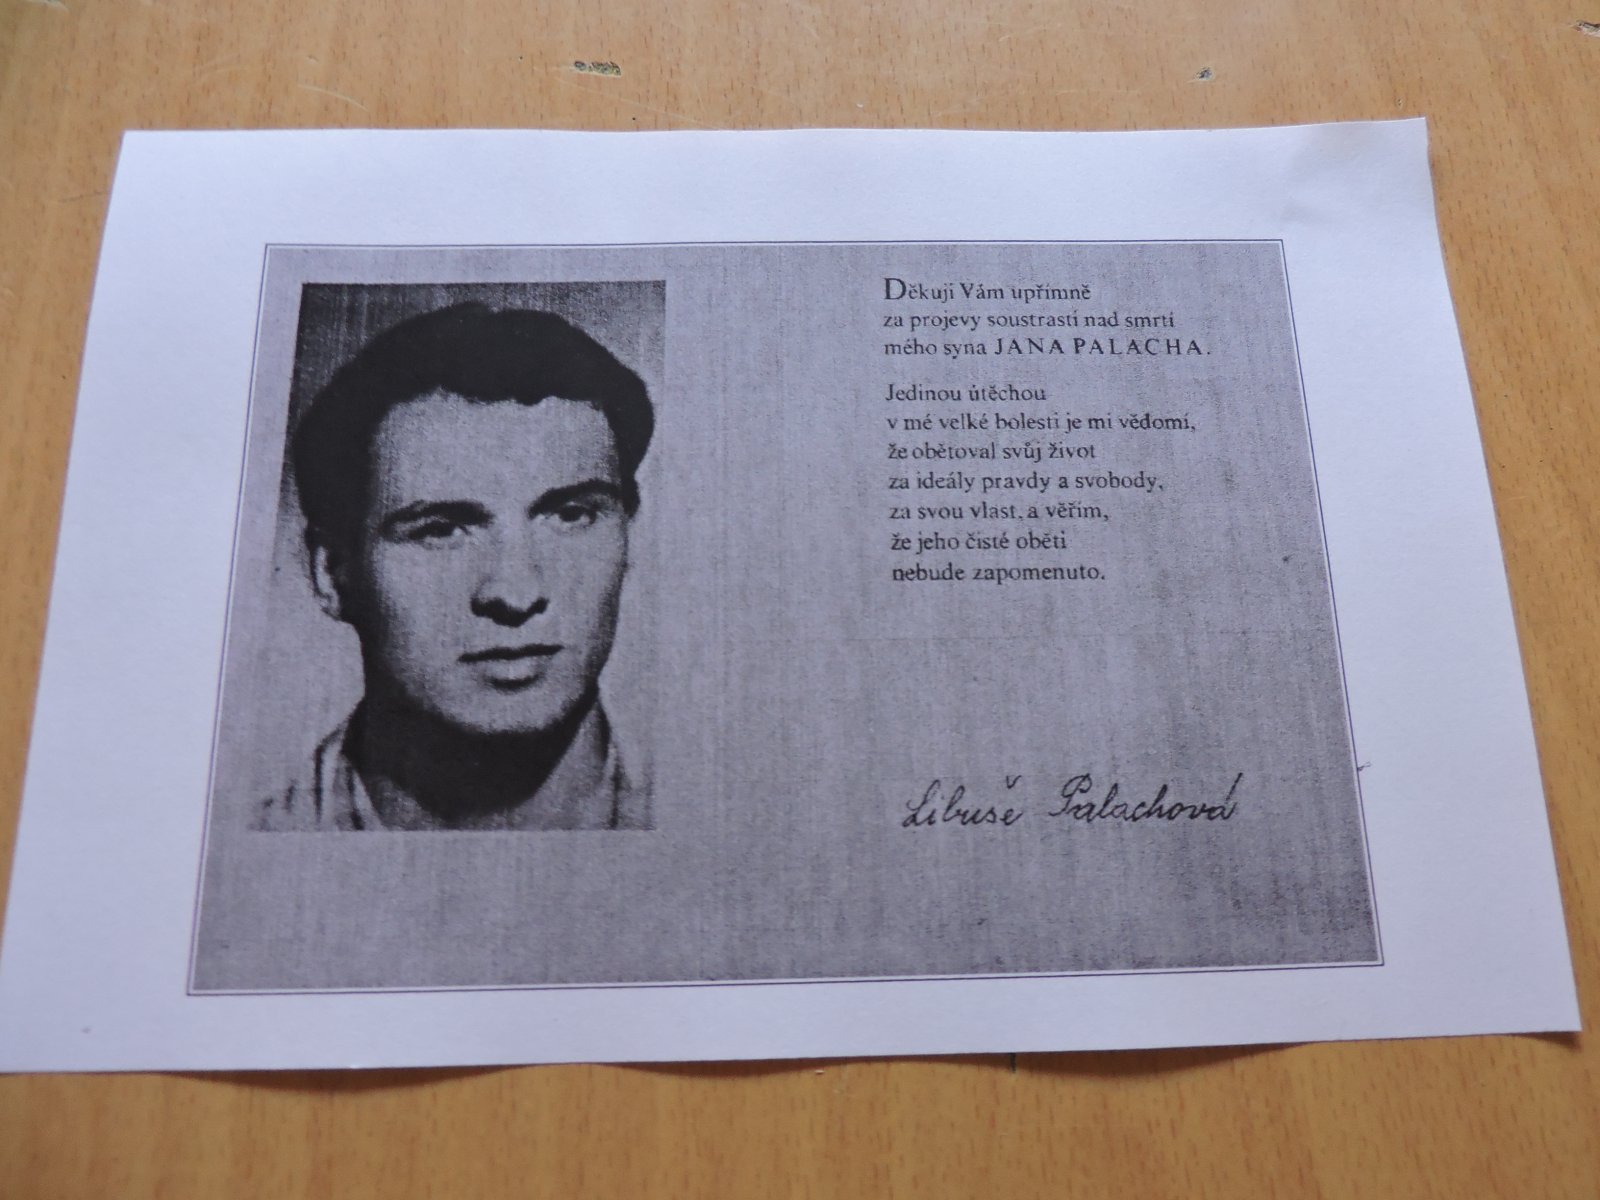 Děkuji Vám upřímně
za projevy soustrasti nad smrtí
mého syna JANA PALACHA.
Jedinou útěchou
v mé velké bolesti je mi vědomí,
že obětoval svůj život
za ideály pravdy a svobody,
za svou vlast, a věřím,
že jeho čisté oběti
nebude zapomenuto.
Libuše Palachová